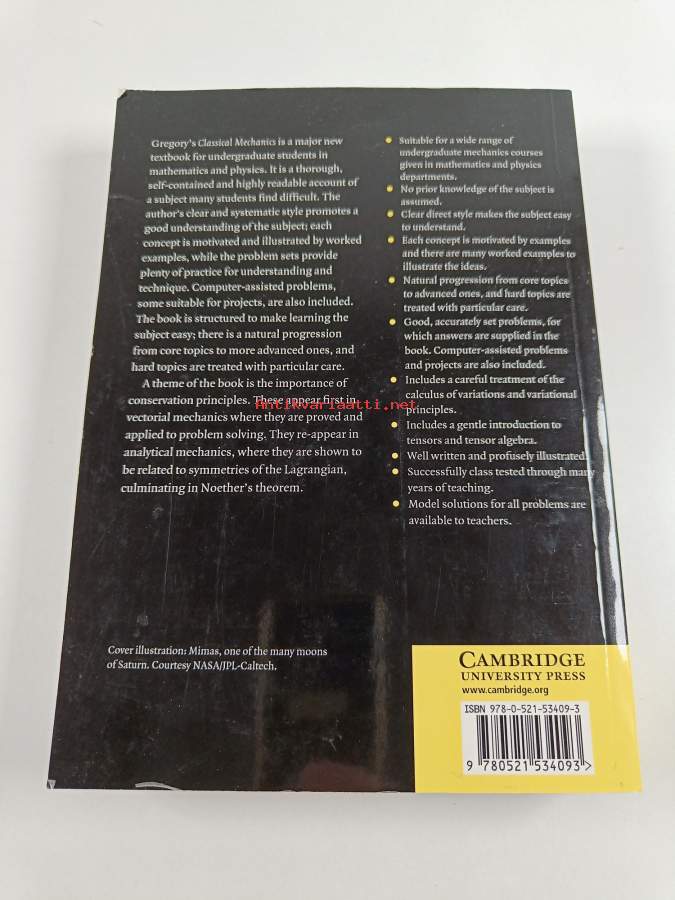 Gregory's Classical Mechanics is a major new
textbook for undergraduate students in
mathematics and physics. It is a thorough,
self-contained and highly readable account of
a subject many students find difficult. The
author's clear and systematic style promotes a
good understanding of the subject; each
concept is motivated and illustrated by worked
examples, while the problem sets provide
plenty of practice for understanding and
technique. Computer-assisted problems,
some suitable for projects, are also included.
The book is structured to make learning the
subject easy; there is a natural progression
from core topics to more advanced ones, and
hard topics are treated with particular care.
A theme of the book is the importance of
conservation principles. These appear first in
vectorial mechanics where they are proved and
applied to problem solving. They re-appear in
analytical mechanics, where they are shown to
be related to symmetries of the Lagrangian,
culminating in Noether's theorem.
• Suitable for a wide range of
undergraduate mechanics courses
given in mathematics and physics
departments.
• No prior knowledge of the subject is
assumed.
• Clear direct style makes the subject easy
to understand.
• Each concept is motivated by examples
and there are many worked examples to
illustrate the ideas.
• Natural progression from core topics
to advanced ones, and hard topics are
treated with particular care.
• Good, accurately set problems, for
which answers are supplied in the
book. Computer-assisted problems
and projects are also included.
• Includes a careful treatment of the
calculus of variations and variational
principles.
• Includes a gentle introduction to
tensors and tensor algebra.
• Well written and profusely illustrated.
• Successfully class tested through many
years of teaching.
• Model solutions for all problems are
available to teachers.
Antikvariaatti.net
Cover illustration: Mimas, one of the many moons
of Saturn. Courtesy NASA/JPL-Caltech.
CAMBRIDGE
UNIVERSITY PRESS
www.cambridge.org
ISBN 978-0-521-53409-3
9 780521 534093>